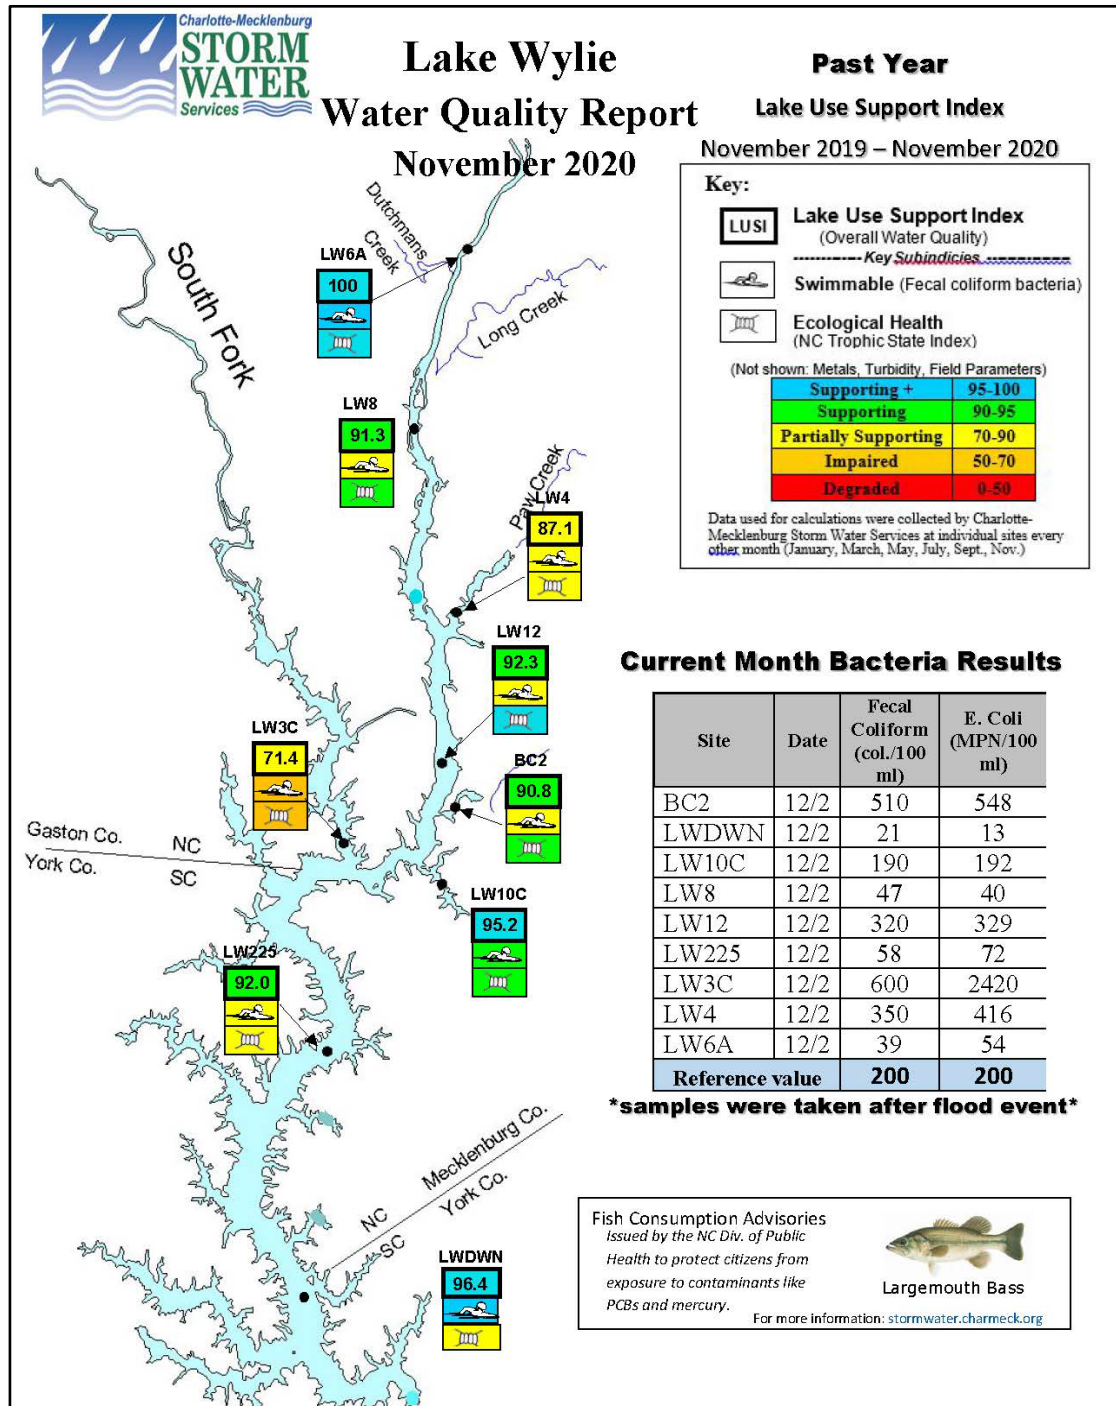 Charlotte-Mecklenburg
STORM
WATER
Services
Lake Wylie
Water Quality Report
November 2020
Past Year
Lake Use Support Index
November 2019 – November 2020
Key:
LUSI
Lake Use Support Index
(Overall Water Quality)
Key Subindicies
Swimmable (Fecal coliform bacteria)
Ecological Health
(NC Trophic State Index)
(Not shown: Metals, Turbidity, Field Parameters)
Supporting + 95-100
Supporting 90-95
Partially Supporting 70-90
Impaired 50-70
Degraded 0-50
Data used for calculations were collected by Charlotte-
Mecklenburg Storm Water Services at individual sites every
other month (January, March, May, July, Sept., Nov.)
Dutchmans
Creek
LW6A
100
South Fork
Long Creek
LW8
91.3
Paw Creek
LW4
87.1
LW12
92.3
LW3C
71.4
BC2
90.8
Gaston Co. NC
York Co. SC
LW10C
95.2
LW225
92.0
Mecklenburg Co.
NC York Co.
SC
LWDWN
96.4
Current Month Bacteria Results
Site Date Fecal Coliform (col./100 ml) E. Coli (MPN/100 ml)
BC2 12/2 510 548
LWDWN 12/2 21 13
LW10C 12/2 190 192
LW8 12/2 47 40
LW12 12/2 320 329
LW225 12/2 58 72
LW3C 12/2 600 2420
LW4 12/2 350 416
LW6A 12/2 39 54
Reference value 200 200
*samples were taken after flood event*
Fish Consumption Advisories
Issued by the NC Div. of Public
Health to protect citizens from
exposure to contaminants like
PCBs and mercury.
Largemouth Bass
For more information: stormwater.charmeck.org